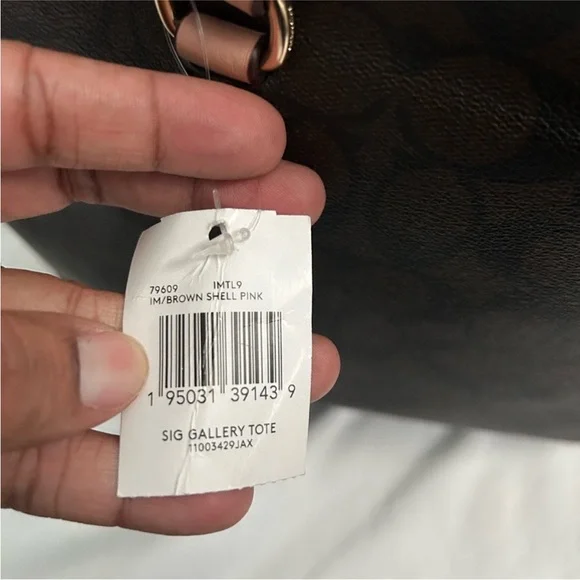 79609 IMTL9
IM/BROWN SHELL PINK
1 95031 39143 9
SIG GALLERY TOTE
11003429JAX